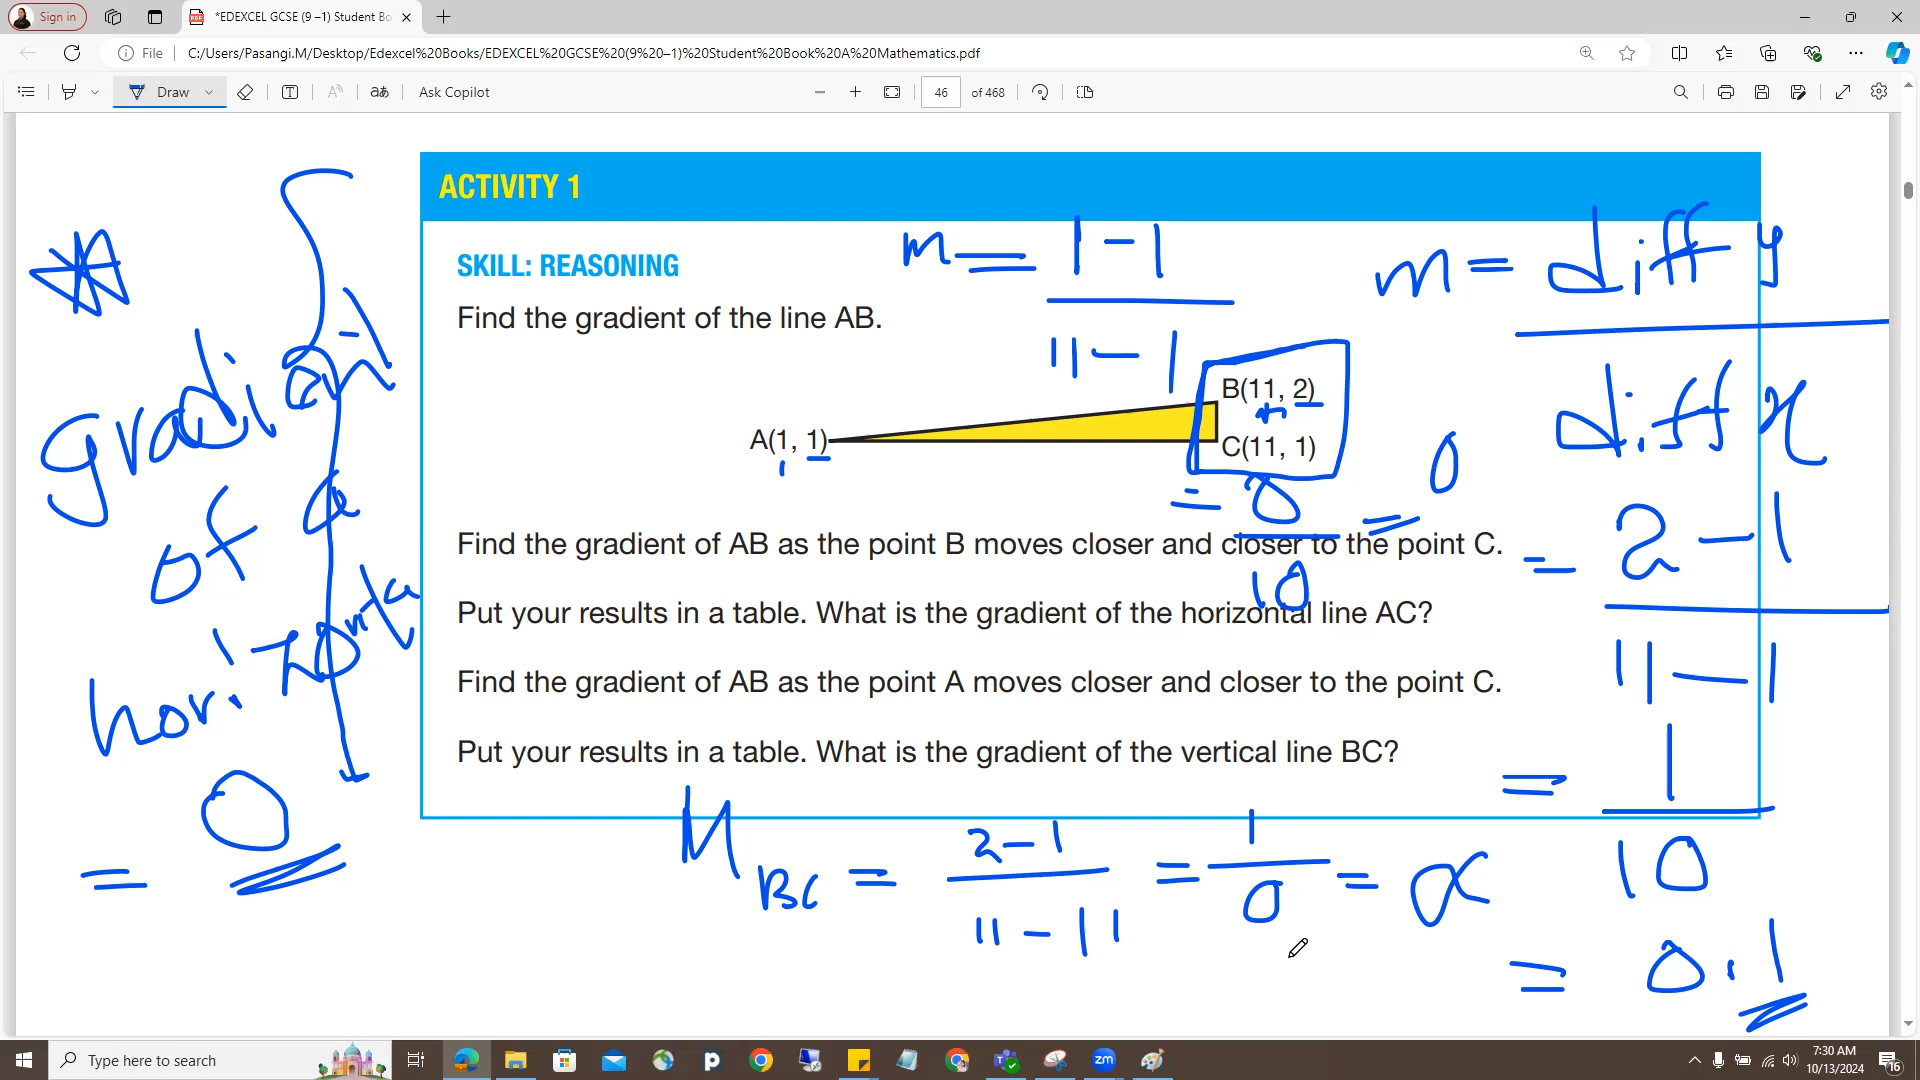 Sign in
*EDEXCEL GCSE (9 –1) Student Bo
File
C:/Users/Pasangi.M/Desktop/Edexcel%20Books/EDEXCEL%20GCSE%20(9%20–1)%20Student%20Book%20A%20Mathematics.pdf
Draw
Ask Copilot
46 of 468
ACTIVITY 1
SKILL: REASONING
m = 1 - 1
11 - 1
= 0
10
= 0
m = diff y
diff x
= 2 - 1
11 - 1
= 1
10
= 0.1
Find the gradient of the line AB.
B(11, 2)
A(1, 1)
C(11, 1)
Find the gradient of AB as the point B moves closer and closer to the point C.
Put your results in a table. What is the gradient of the horizontal line AC?
Find the gradient of AB as the point A moves closer and closer to the point C.
Put your results in a table. What is the gradient of the vertical line BC?
gradient
of a
horizonta
= 0
M BC = 2 - 1
11 - 11
= 1
0
= ∝
Type here to search
7:30 AM
10/13/2024
16